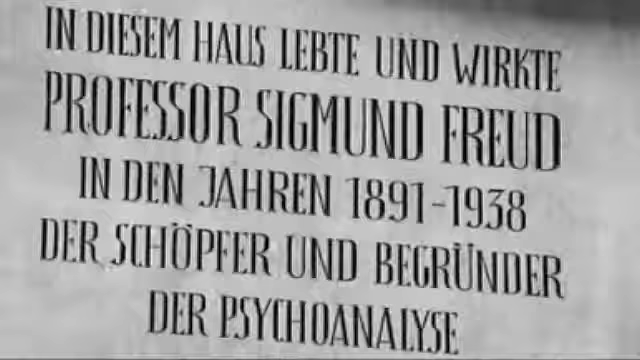 IN DIESEM HAUS LEBTE UND WIRKTE
PROFESSOR SIGMUND FREUD
IN DEN JAHREN 1891-1938
DER SCHÖPFER UND BEGRÜNDER
DER PSYCHOANALYSE